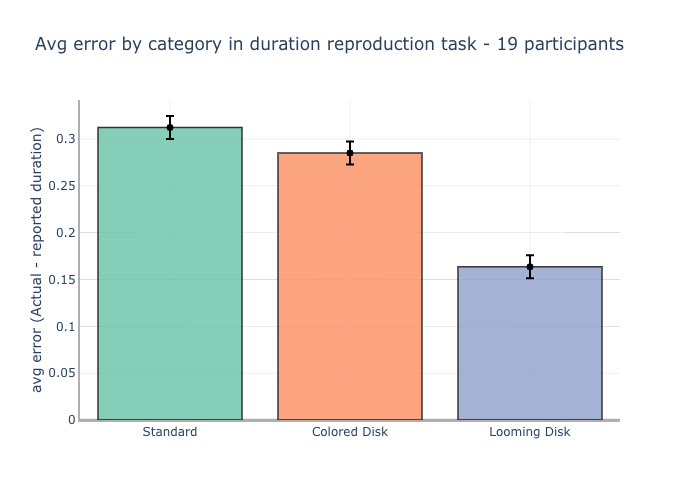 Avg error by category in duration reproduction task - 19 participants
avg error (Actual - reported duration)
0.3
0.25
0.2
0.15
0.1
0.05
0
Standard
Colored Disk
Looming Disk